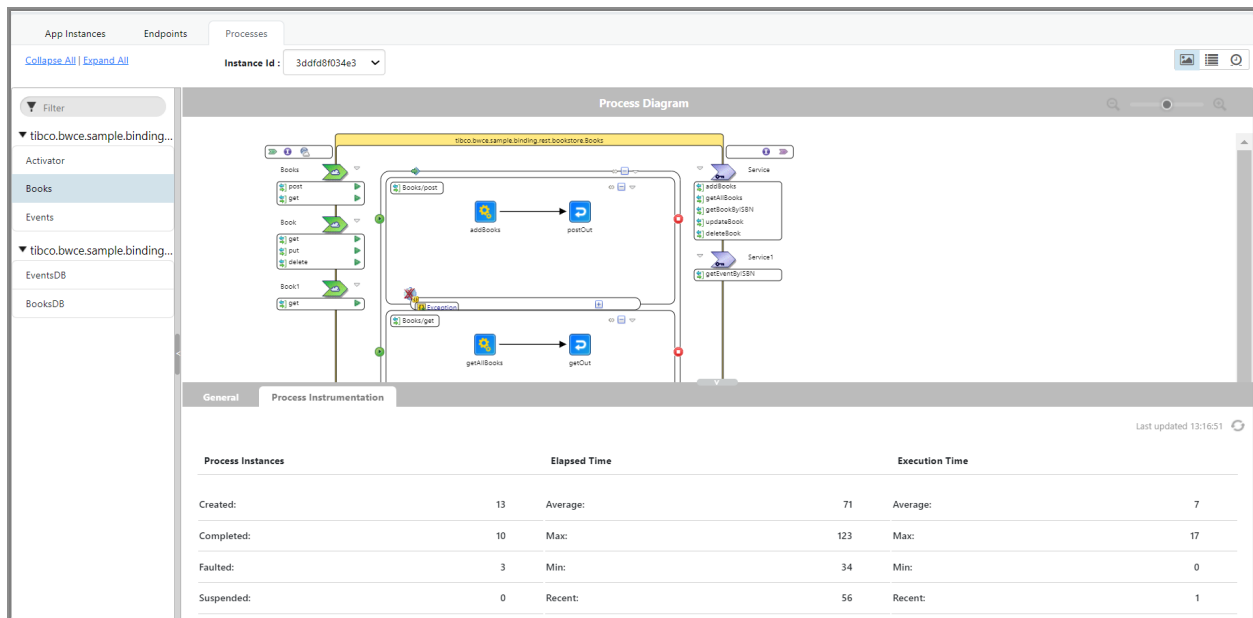 App Instances Endpoints Processes
Collapse All | Expand All Instance Id : 3ddfd8f034e3
Filter
tibco.bwce.sample.binding...
Activator
Books
Events
tibco.bwce.sample.binding...
EventsDB
BooksDB
Process Diagram
tibco.bwce.sample.binding.rest.bookstore.Books
Books
post
get
Book
get
put
delete
Book1
get
Books/post
addBooks postOut
Exception
Books/get
getAllBooks getOut
Service
addBooks
getAllBooks
getBookByISBN
updateBook
deleteBook
Service1
getEventByISBN
General Process Instrumentation
Last updated 13:16:51
Process Instances Elapsed Time Execution Time
Created: 13 Average: 71 Average: 7
Completed: 10 Max: 123 Max: 17
Faulted: 3 Min: 34 Min: 0
Suspended: 0 Recent: 56 Recent: 1